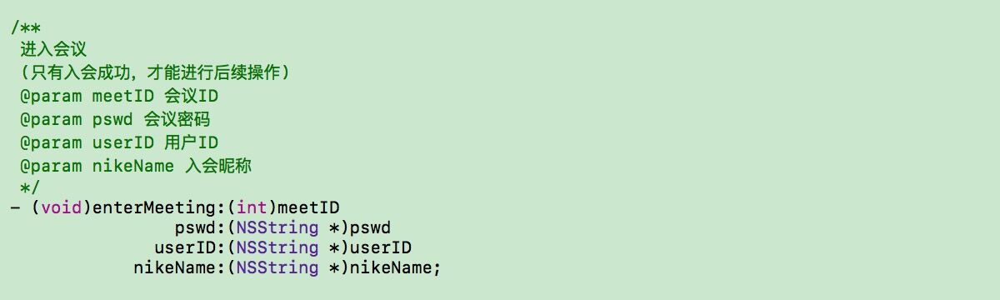 /**
进入会议
(只有入会成功，才能进行后续操作)
@param meetID 会议ID
@param pswd 会议密码
@param userID 用户ID
@param nikeName 入会昵称
*/
- (void)enterMeeting:(int)meetID
pswd:(NSString *)pswd
userID:(NSString *)userID
nikeName:(NSString *)nikeName;